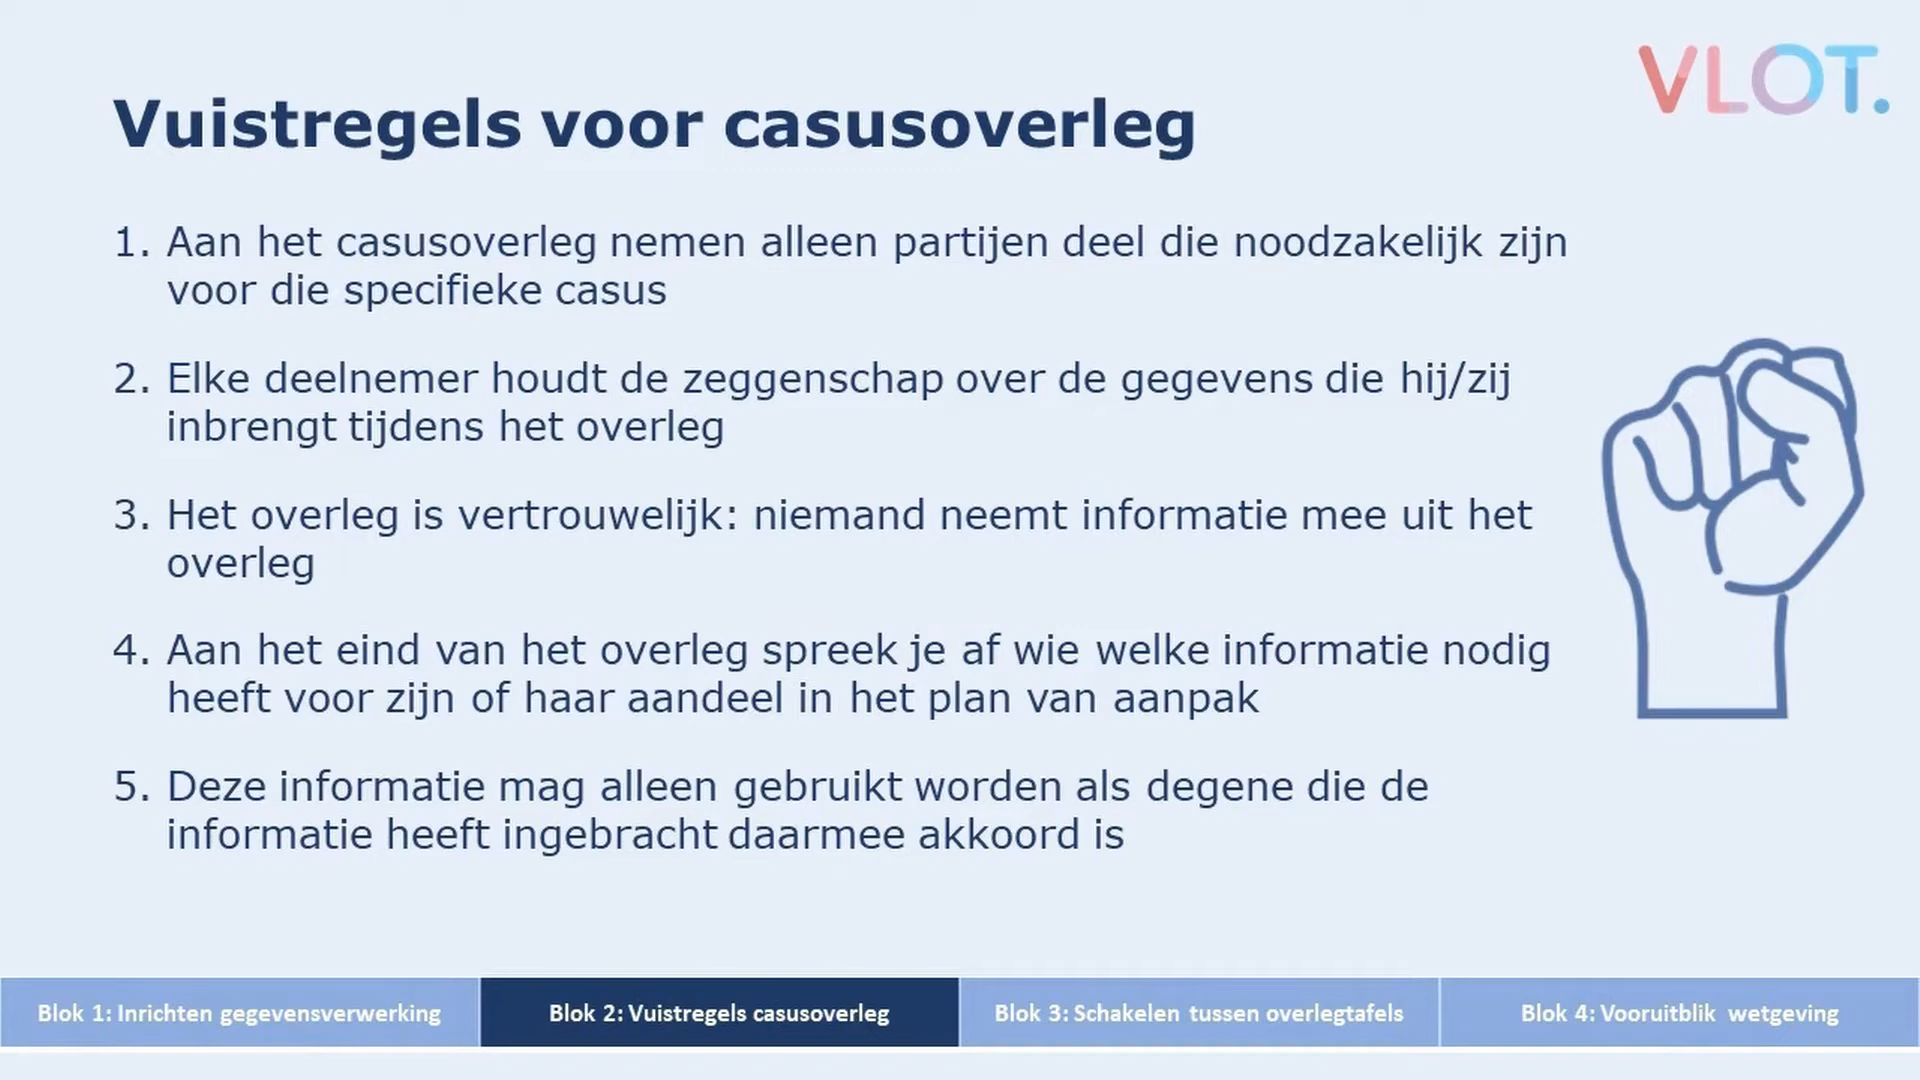 VLOT.
Vuistregels voor casusoverleg
1. Aan het casusoverleg nemen alleen partijen deel die noodzakelijk zijn
voor die specifieke casus
2. Elke deelnemer houdt de zeggenschap over de gegevens die hij/zij
inbrengt tijdens het overleg
3. Het overleg is vertrouwelijk: niemand neemt informatie mee uit het
overleg
4. Aan het eind van het overleg spreek je af wie welke informatie nodig
heeft voor zijn of haar aandeel in het plan van aanpak
5. Deze informatie mag alleen gebruikt worden als degene die de
informatie heeft ingebracht daarmee akkoord is
Blok 1: Inrichten gegevensverwerking
Blok 2: Vuistregels casusoverleg
Blok 3: Schakelen tussen overlegtafels
Blok 4: Vooruitblik wetgeving